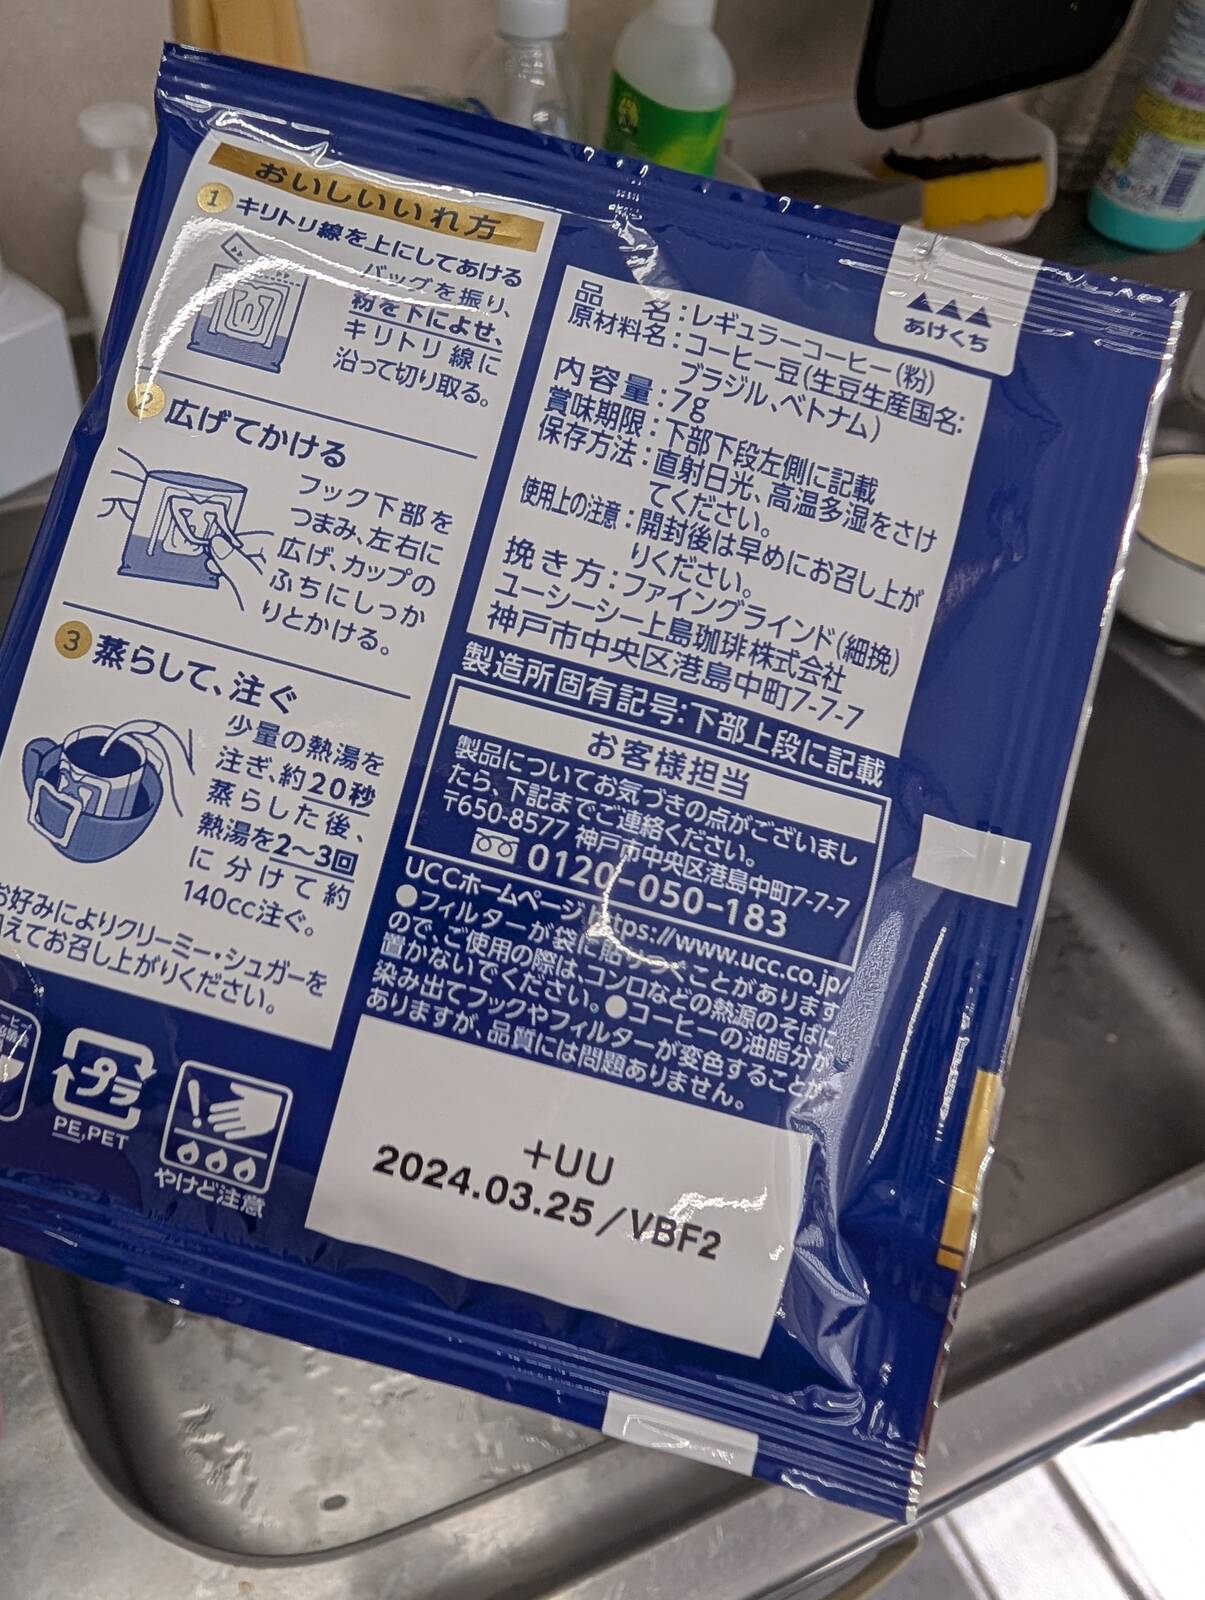 おいしいいれ方
1 キリトリ線を上にしてあける
バッグを振り、
粉を下によせ、
キリトリ線に
沿って切り取る。
2 広げてかける
フック下部を
つまみ、左右に
広げ、カップの
ふちにしっか
りとかける。
3 蒸らして、注ぐ
少量の熱湯を
注ぎ、約20秒
蒸らした後、
熱湯を2〜3回
に分けて約
140cc注ぐ。
お好みによりクリーミー・シュガーを
加えてお召し上がりください。
プラ
PE,PET
やけど注意
あけくち
品名:レギュラーコーヒー(粉)
原材料名:コーヒー豆(生豆生産国名:
ブラジル、ベトナム)
内容量:7g
賞味期限:下部下段左側に記載
保存方法:直射日光、高温多湿をさけ
てください。
使用上の注意:開封後は早めにお召し上が
りください。
挽き方:ファイングラインド(細挽)
ユーシーシー上島珈琲株式会社
神戸市中央区港島中町7-7-7
製造所固有記号:下部上段に記載
お客様担当
製品についてお気づきの点がございまし
たら、下記までご連絡ください。
〒650-8577 神戸市中央区港島中町7-7-7
0120-050-183
UCCホームページ https://www.ucc.co.jp/
●フィルターが袋に貼りつくことがあります
ので、ご使用の際は、コンロなどの熱源のそばに
置かないでください。●コーヒーの油脂分が
染み出てフックやフィルターが変色することが
ありますが、品質には問題ありません。
+UU
2024.03.25/VBF2